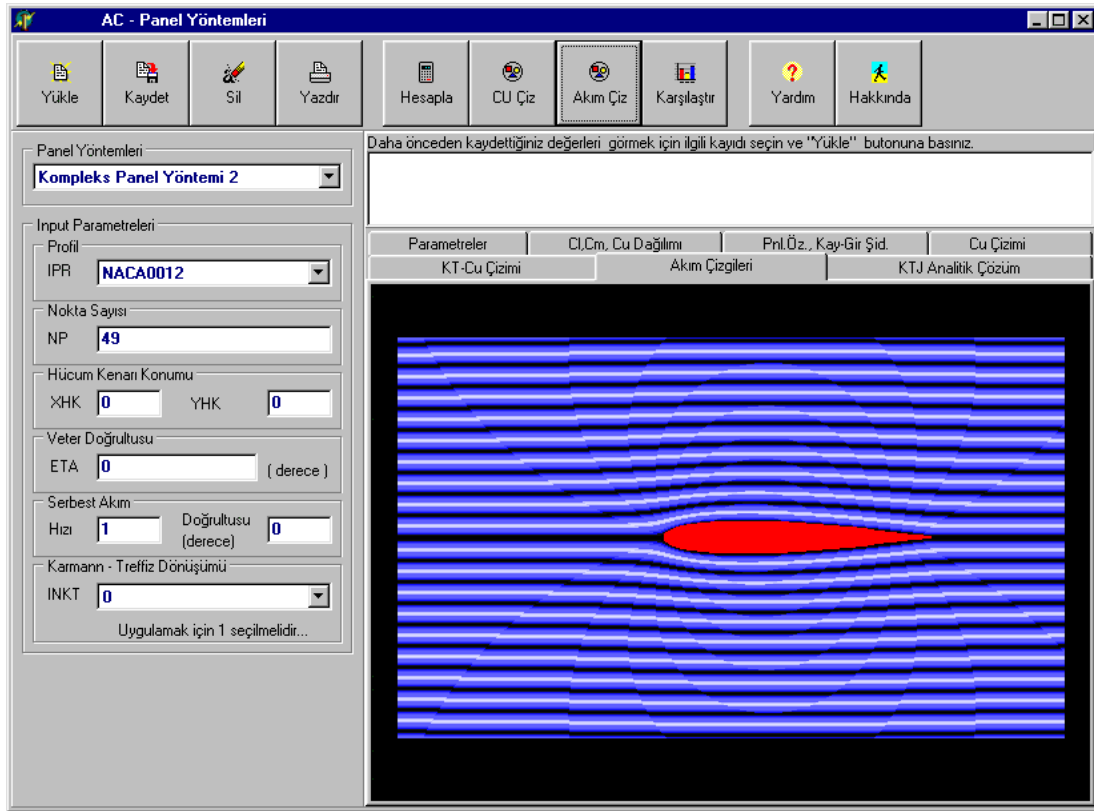 AC - Panel Yöntemleri
Yükle Kaydet Sil Yazdır Hesapla CU Çiz Akım Çiz Karşılaştır Yardım Hakkında
Panel Yöntemleri
Kompleks Panel Yöntemi 2
Input Parametreleri
Profil
IPR NACA0012
Nokta Sayısı
NP 49
Hücum Kenarı Konumu
XHK 0 YHK 0
Veter Doğrultusu
ETA 0 ( derece )
Serbest Akım
Hızı 1 Doğrultusu (derece) 0
Karmann - Treffiz Dönüşümü
INKT 0
Uygulamak için 1 seçilmelidir...
Daha önceden kaydettiğiniz değerleri görmek için ilgili kayıdı seçin ve "Yükle" butonuna basınız.
Parametreler Cl,Cm, Cu Dağılımı Pnl.Öz., Kay-Gir Şid. Cu Çizimi
KT-Cu Çizimi Akım Çizgileri KTJ Analitik Çözüm